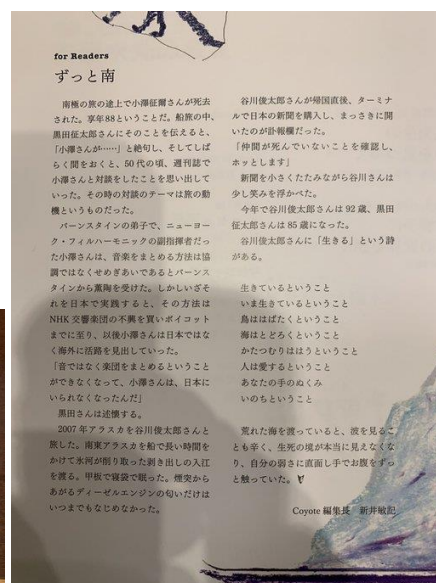 for Readers
ずっと南
南極の旅の途上で小澤征爾さんが死去
された。享年88ということだ。船旅の中、
黒田征太郎さんにそのことを伝えると、
「小澤さんが……」と絶句し、そしてしば
らく間をおくと、50代の頃、週刊誌で
小澤さんと対談をしたことを思い出して
いった。その時の対談のテーマは旅の動
機というものだった。
バーンスタインの弟子で、ニューヨー
ク・フィルハーモニックの副指揮者だっ
た小澤さんは、音楽をまとめる方法は協
調ではなくせめぎあいであるとバーンス
タインから薫陶を受けた。しかしいざそ
れを日本で実践すると、その方法は
NHK交響楽団の不興を買いボイコット
までに至り、以後小澤さんは日本ではな
く海外に活路を見出していった。
「音ではなく楽団をまとめるということ
ができなくなって、小澤さんは、日本に
いられなくなったんだ」
黒田さんは述懐する。
2007年アラスカを谷川俊太郎さんと
旅した。南東アラスカを船で長い時間を
かけて氷河が削り取った剥き出しの入江
を渡る。甲板で寝袋で眠った。煙突から
あがるディーゼルエンジンの匂いだけは
いつまでもなじめなかった。
谷川俊太郎さんが帰国直後、ターミナ
ルで日本の新聞を購入し、まっさきに開
いたのが訃報欄だった。
「仲間が死んでいないことを確認し、
ホッとします」
新聞を小さくたたみながら谷川さんは
少し笑みを浮かべた。
今年で谷川俊太郎さんは92歳、黒田
征太郎さんは85歳になった。
谷川俊太郎さんに「生きる」という詩
がある。
生きているということ
いま生きているということ
鳥ははばたくということ
海はとどろくということ
かたつむりははうということ
人は愛するということ
あなたの手のぬくみ
いのちということ
荒れた海を渡っていると、波を見るこ
とも辛く、生死の境が本当に見えなくな
り、自分の弱さに直面し手でお腹をずっ
と触っていた。
Coyote 編集長　新井敏記